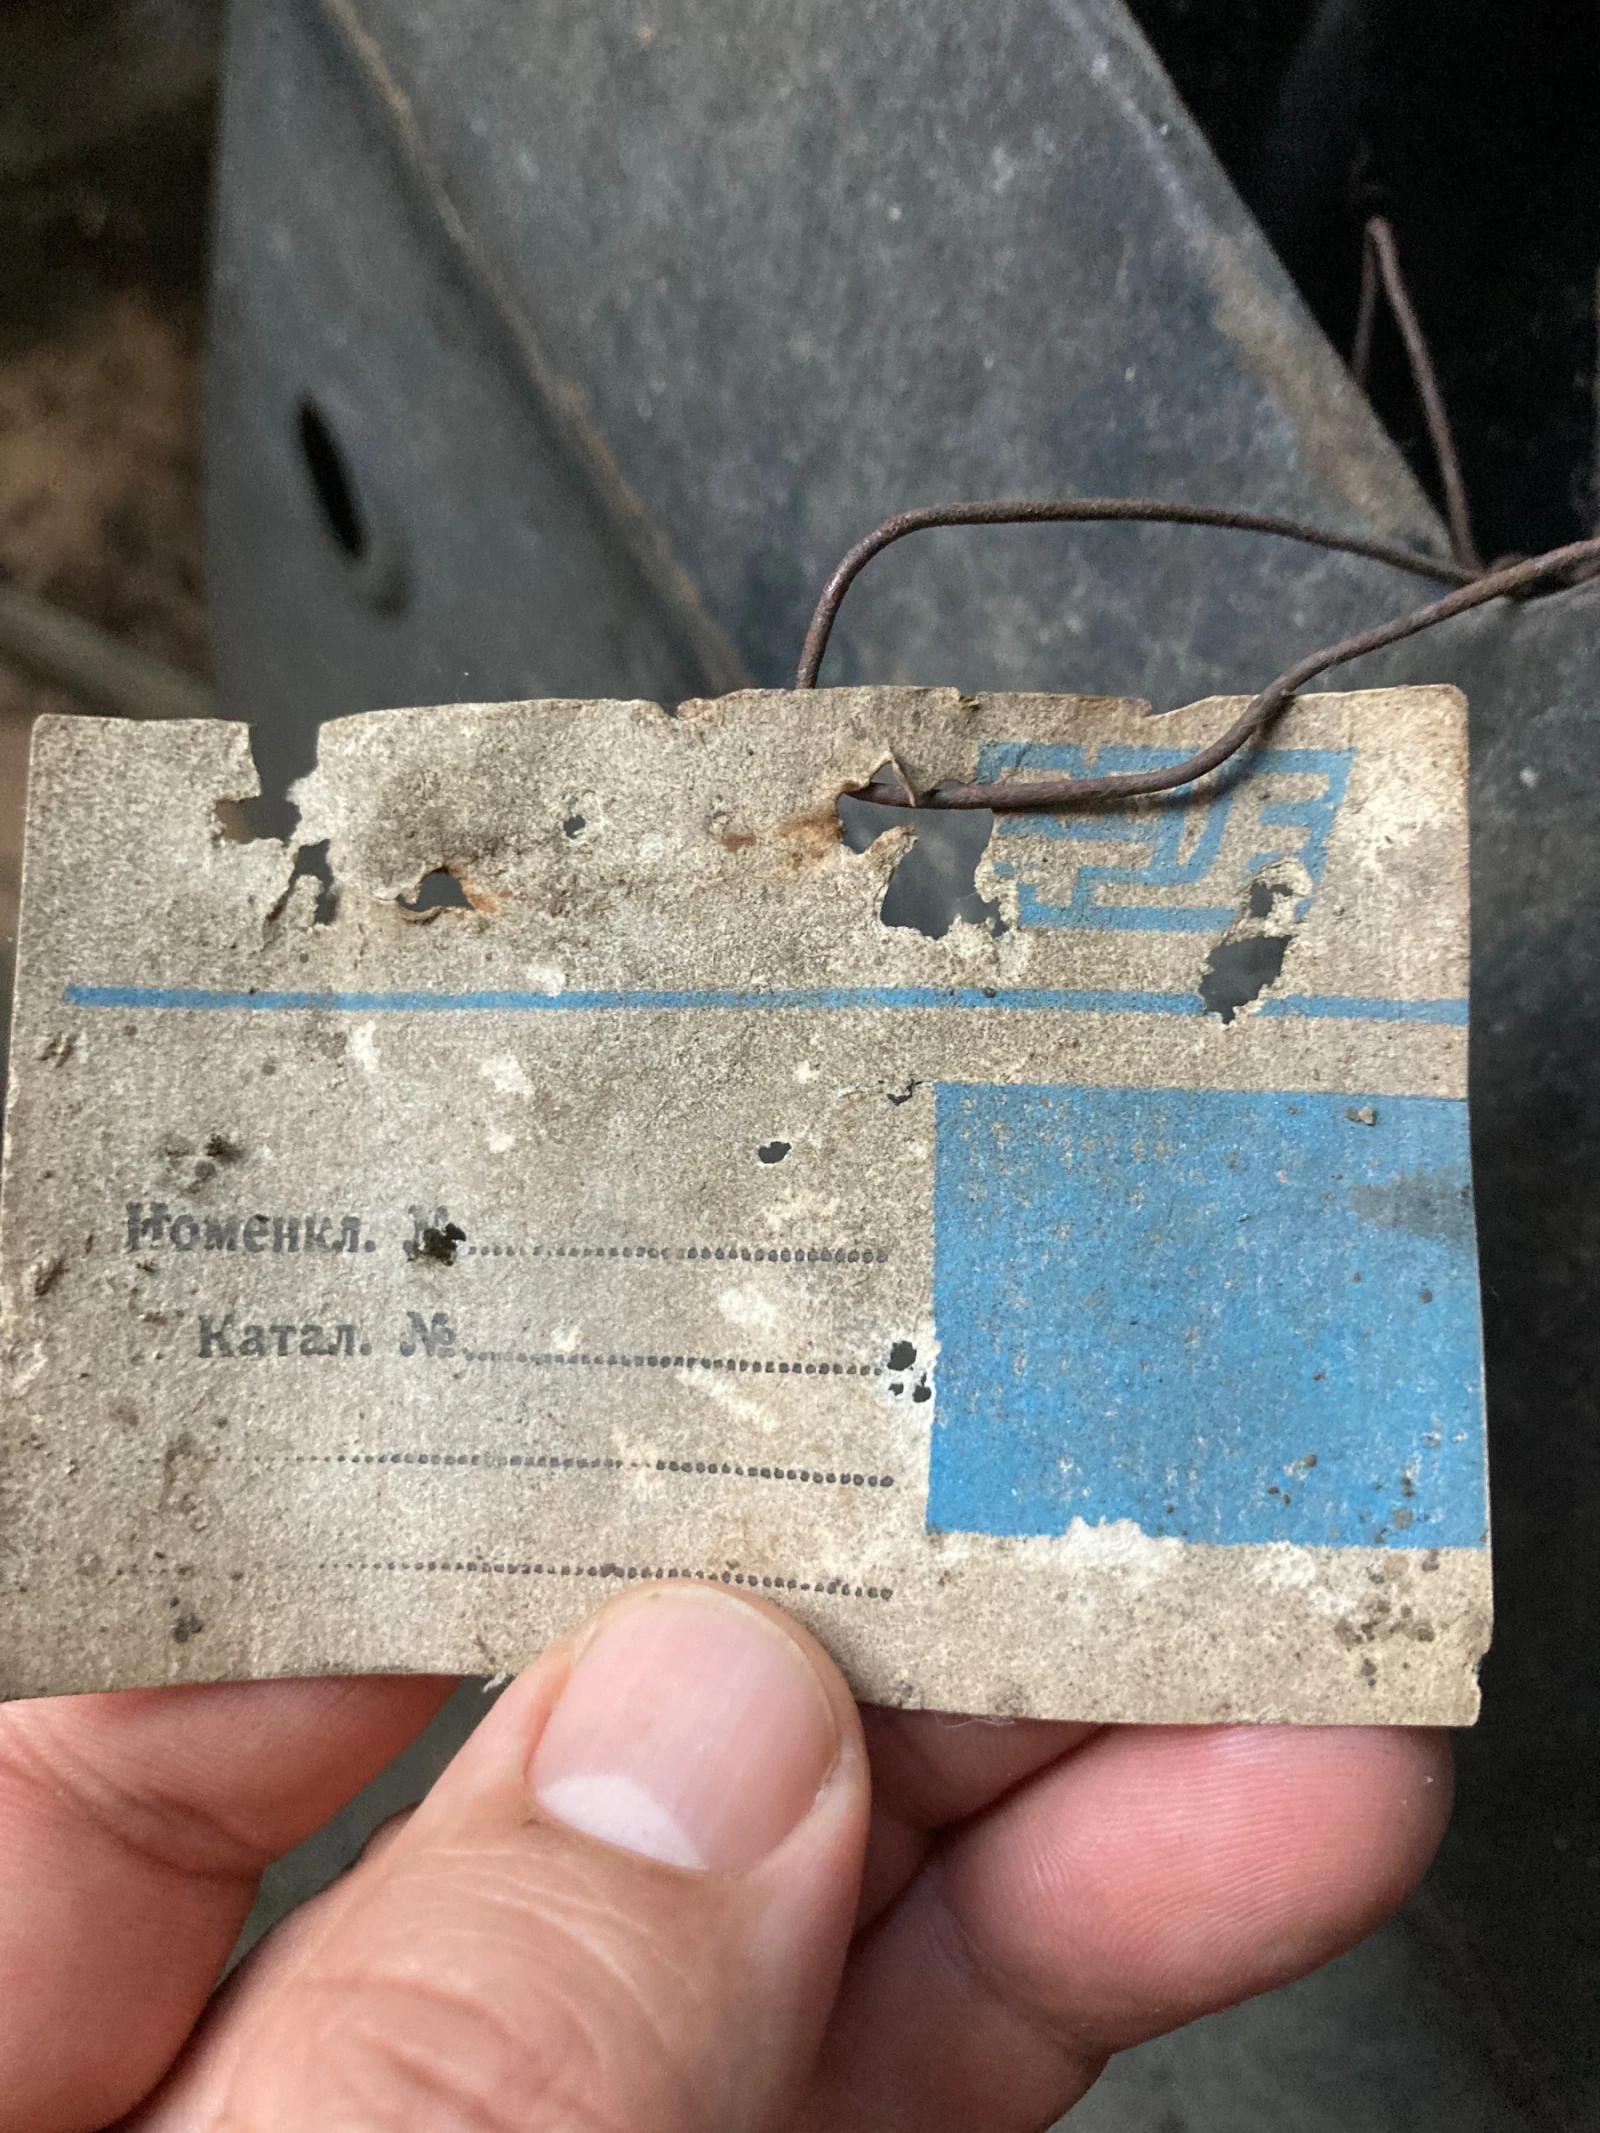 Номенкл. №
Катал. №